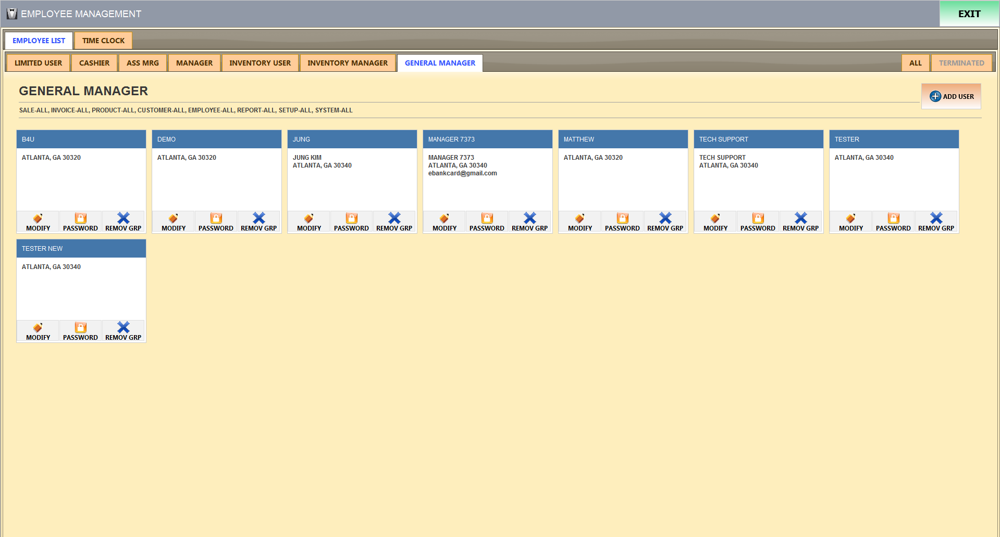 EMPLOYEE MANAGEMENT
EXIT
EMPLOYEE LIST
TIME CLOCK
LIMITED USER
CASHIER
ASS MRG
MANAGER
INVENTORY USER
INVENTORY MANAGER
GENERAL MANAGER
ALL
TERMINATED
GENERAL MANAGER
ADD USER
SALE-ALL, INVOICE-ALL, PRODUCT-ALL, CUSTOMER-ALL, EMPLOYEE-ALL, REPORT-ALL, SETUP-ALL, SYSTEM-ALL
B4U
ATLANTA, GA 30320
MODIFY
PASSWORD
REMOV GRP
DEMO
ATLANTA, GA 30320
MODIFY
PASSWORD
REMOV GRP
JUNG
JUNG KIM
ATLANTA, GA 30340
MODIFY
PASSWORD
REMOV GRP
MANAGER 7373
MANAGER 7373
ATLANTA, GA 30340
ebankcard@gmail.com
MODIFY
PASSWORD
REMOV GRP
MATTHEW
ATLANTA, GA 30320
MODIFY
PASSWORD
REMOV GRP
TECH SUPPORT
TECH SUPPORT
ATLANTA, GA 30340
MODIFY
PASSWORD
REMOV GRP
TESTER
ATLANTA, GA 30340
MODIFY
PASSWORD
REMOV GRP
TESTER NEW
ATLANTA, GA 30340
MODIFY
PASSWORD
REMOV GRP